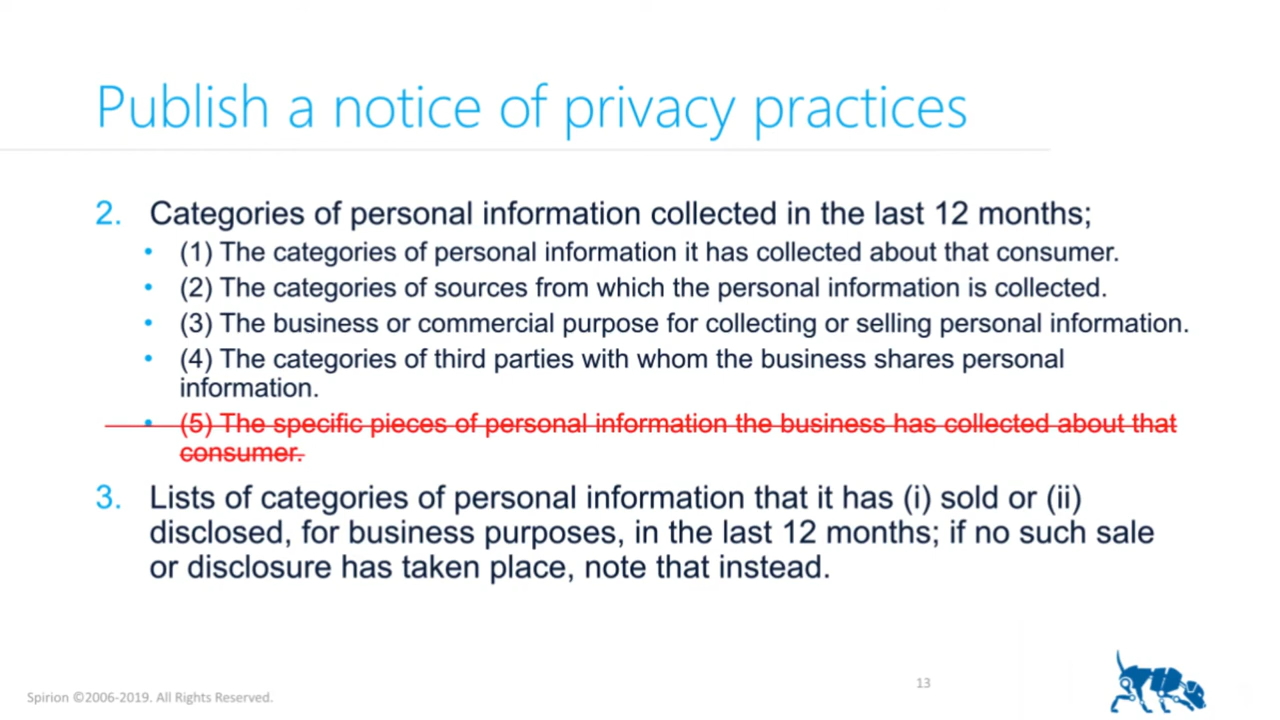 Publish a notice of privacy practices
2. Categories of personal information collected in the last 12 months;
• (1) The categories of personal information it has collected about that consumer.
• (2) The categories of sources from which the personal information is collected.
• (3) The business or commercial purpose for collecting or selling personal information.
• (4) The categories of third parties with whom the business shares personal
information.
• (5) The specific pieces of personal information the business has collected about that
consumer.
3. Lists of categories of personal information that it has (i) sold or (ii)
disclosed, for business purposes, in the last 12 months; if no such sale
or disclosure has taken place, note that instead.
Spirion ©2006-2019. All Rights Reserved.
13